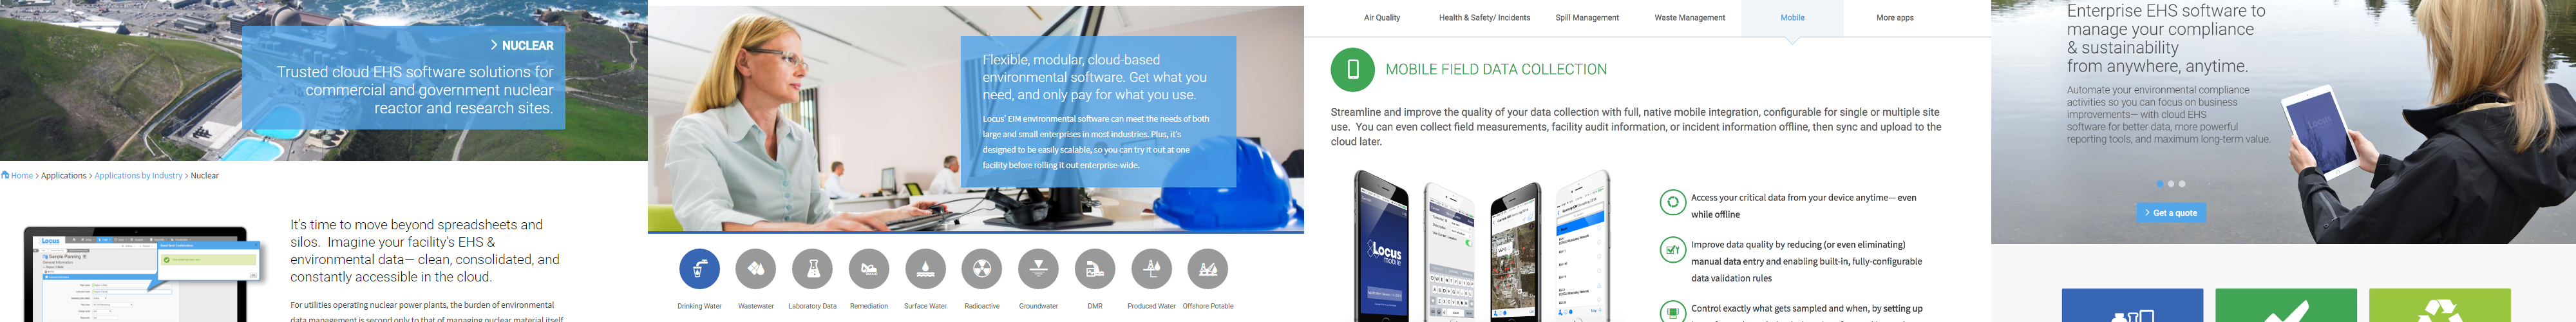 > NUCLEAR
Trusted cloud EHS software solutions for
commercial and government nuclear
reactor and research sites.
Home > Applications > Applications by Industry > Nuclear
Locus
Sample Planning
It's time to move beyond spreadsheets and
silos. Imagine your facility's EHS &
environmental data— clean, consolidated, and
constantly accessible in the cloud.
For utilities operating nuclear power plants, the burden of environmental
data management is second only to that of managing nuclear material itself
Flexible, modular, cloud-based
environmental software. Get what you
need, and only pay for what you use.
Locus' EIM environmental software can meet the needs of both
large and small enterprises in most industries. Plus, it's
designed to be easily scalable, so you can try it out at one
facility before rolling it out enterprise-wide.
Drinking Water Wastewater Laboratory Data Remediation Surface Water Radioactive Groundwater DMR Produced Water Offshore Potable
Air Quality Health & Safety/ Incidents Spill Management Waste Management Mobile More apps
MOBILE FIELD DATA COLLECTION
Streamline and improve the quality of your data collection with full, native mobile integration, configurable for single or multiple site
use. You can even collect field measurements, facility audit information, or incident information offline, then sync and upload to the
cloud later.
Locus
mobile
Access your critical data from your device anytime— even
while offline
Improve data quality by reducing (or even eliminating)
manual data entry and enabling built-in, fully-configurable
data validation rules
Control exactly what gets sampled and when, by setting up
Enterprise EHS software to
manage your compliance
& sustainability
from anywhere, anytime.
Automate your environmental compliance
activities so you can focus on business
improvements— with cloud EHS
software for better data, more powerful
reporting tools, and maximum long-term value.
LOCUS
> Get a quote